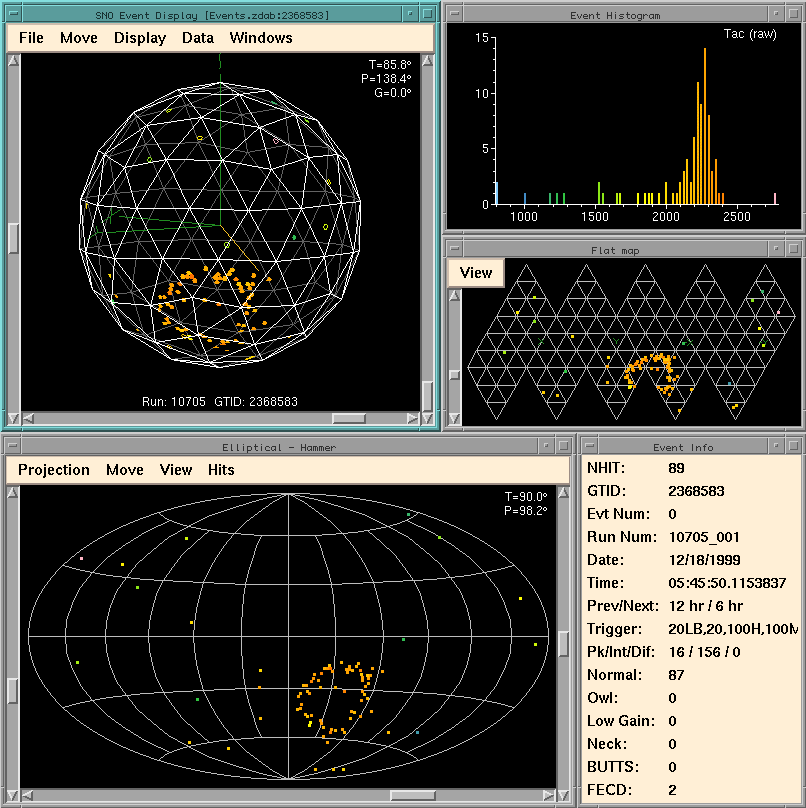 SNO Event Display [Events.zdab:2368583]
File Move Display Data Windows
T=85.8°
P=138.4°
G=0.0°
Run: 10705 GTID: 2368583
Event Histogram
Tac (raw)
15
10
5
0
1000 1500 2000 2500
Flat map
View
Elliptical - Hammer
Projection Move View Hits
T=90.0°
P=98.2°
Event Info
NHIT: 89
GTID: 2368583
Evt Num: 0
Run Num: 10705_001
Date: 12/18/1999
Time: 05:45:50.1153837
Prev/Next: 12 hr / 6 hr
Trigger: 20LB,20,100H,100M
Pk/Int/Dif: 16 / 156 / 0
Normal: 87
Owl: 0
Low Gain: 0
Neck: 0
BUTTS: 0
FECD: 2